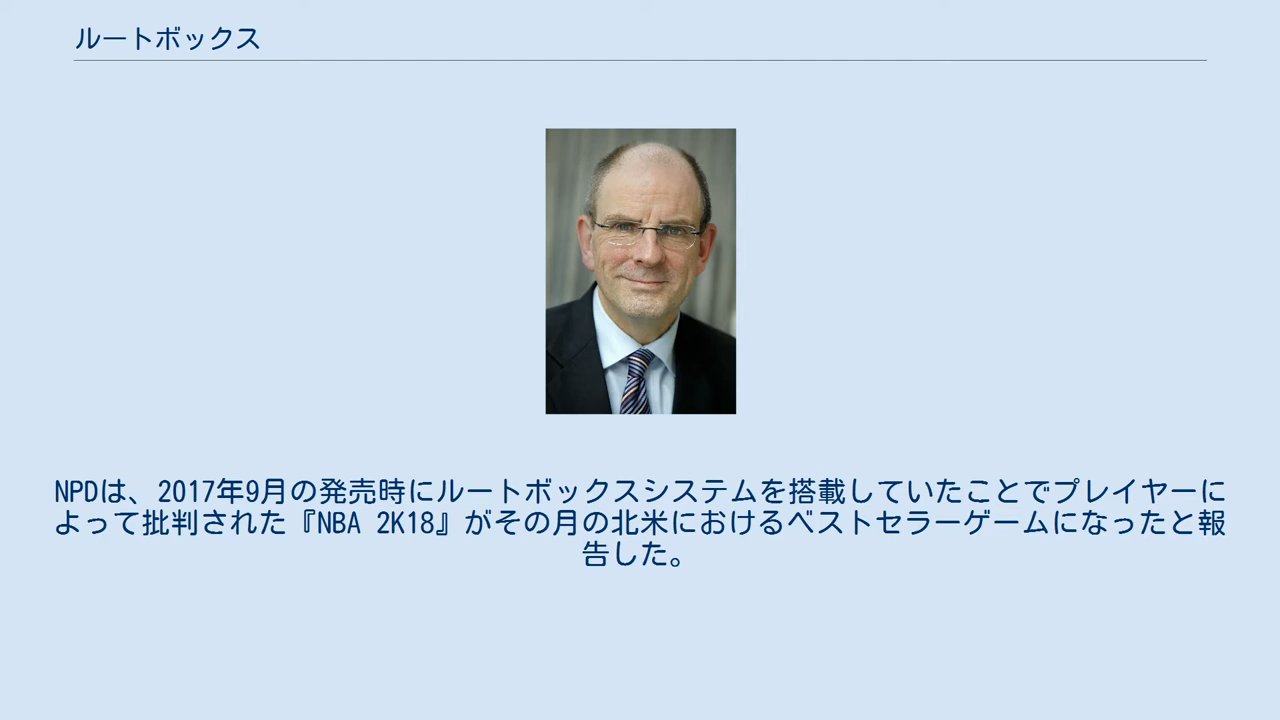 ルートボックス
NPDは、2017年9月の発売時にルートボックスシステムを搭載していたことでプレイヤーに
よって批判された『NBA 2K18』がその月の北米におけるベストセラーゲームになったと報
告した。